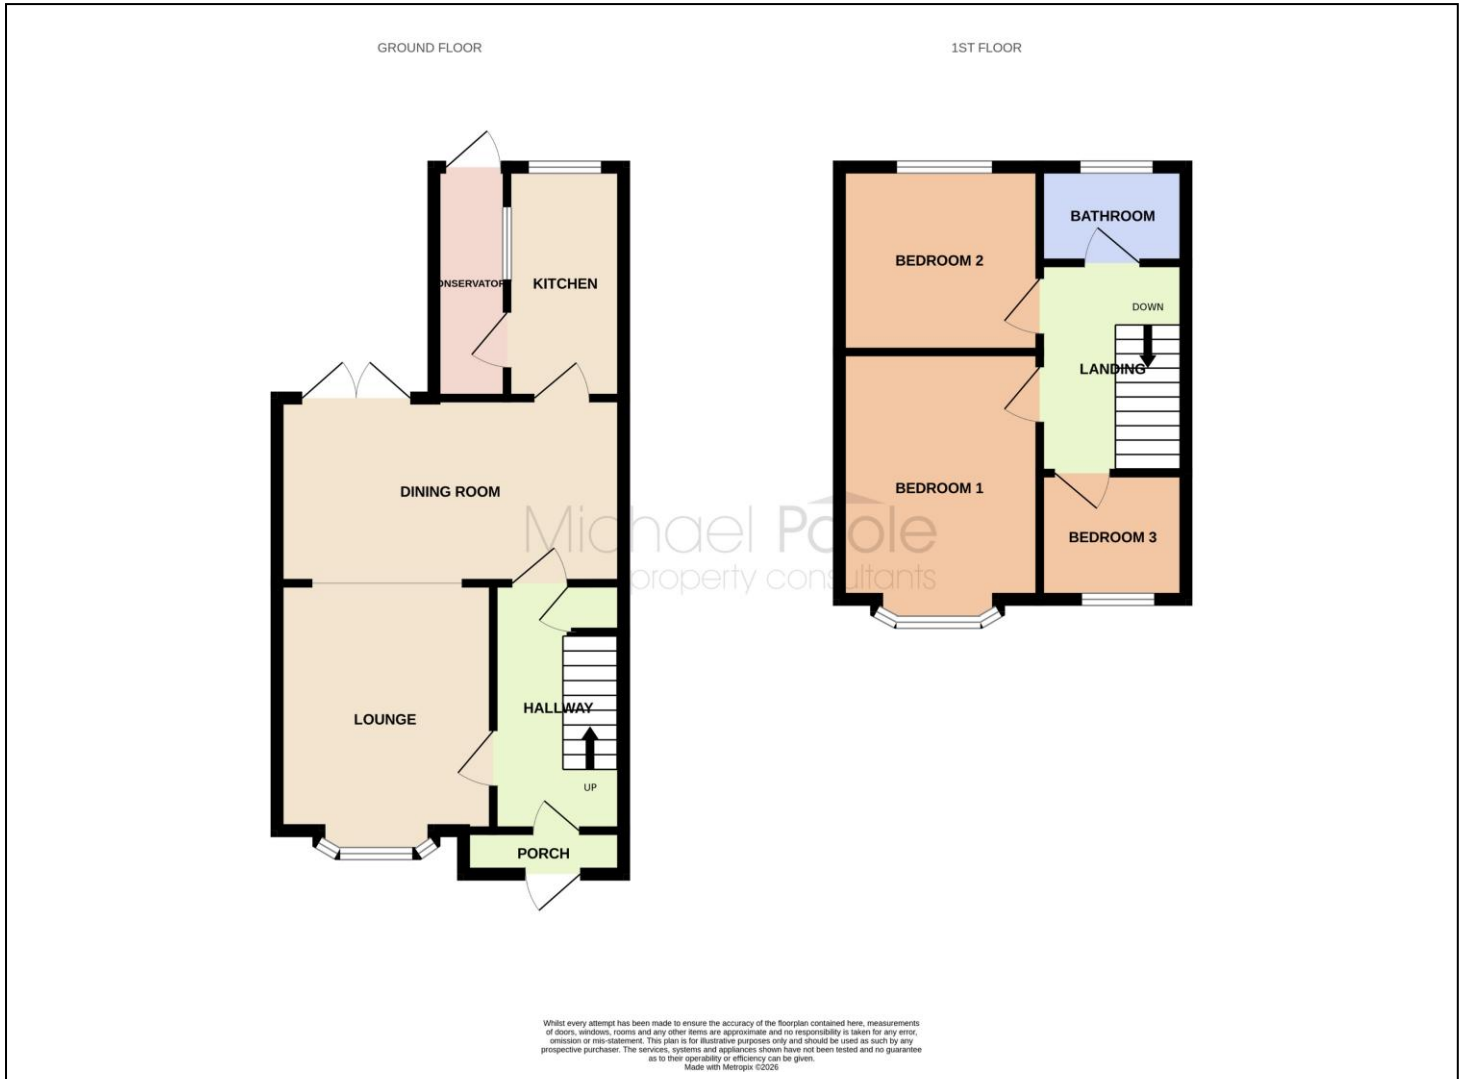 GROUND FLOOR
1ST FLOOR
BATHROOM
BEDROOM 2
ONSERVATOR
KITCHEN
DOWN
LANDING
DINING ROOM
BEDROOM 1
Michael Poole
property consultants
BEDROOM 3
LOUNGE
HALLWAY
UP
PORCH
Whilst every attempt has been made to ensure the accuracy of the floorplan contained here, measurements
of doors, windows, rooms and any other items are approximate and no responsibility is taken for any error,
omission or mis-statement. This plan is for illustrative purposes only and should be used as such by any
prospective purchaser. The services, systems and appliances shown have not been tested and no guarantee
as to their operability or efficiency can be given.
Made with Metropix ©2026